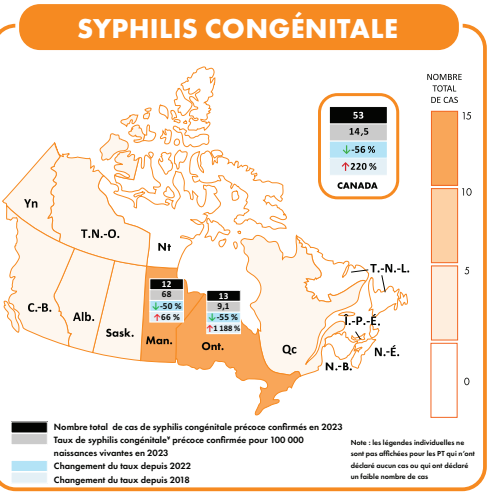 SYPHILIS CONGÉNITALE
NOMBRE
TOTAL
DE CAS
15
10
5
0
53
14,5
↓-56 %
↑220 %
CANADA
Yn
T.N.-O.
Nt
C.-B.
Alb.
Sask.
12
68
↓-50 %
↑66 %
Man.
13
9,1
↓-55 %
↑1 188 %
Ont.
Qc
T.-N.-L.
Î.-P.-É.
N.-É.
N.-B.
Nombre total de cas de syphilis congénitale précoce confirmés en 2023
Taux de syphilis congénitale¥ précoce confirmée pour 100 000
naissances vivantes en 2023
Changement du taux depuis 2022
Changement du taux depuis 2018
Note : les légendes individuelles ne
sont pas affichées pour les PT qui n'ont
déclaré aucun cas ou qui ont déclaré
un faible nombre de cas